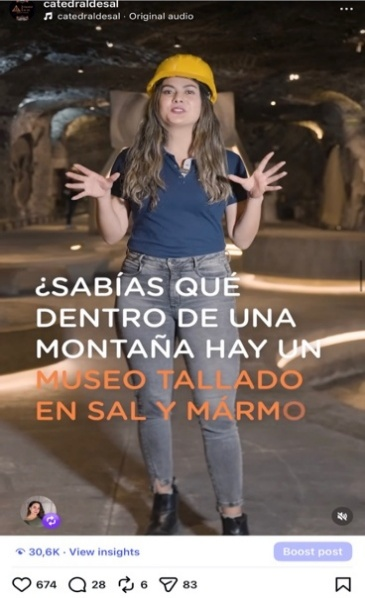 catedraldesal
catedraldesal · Original audio
¿SABÍAS QUÉ
DENTRO DE UNA
MONTAÑA HAY UN
MUSEO TALLADO
EN SAL Y MÁRMO
30,6K · View insights
Boost post
674 28 6 83